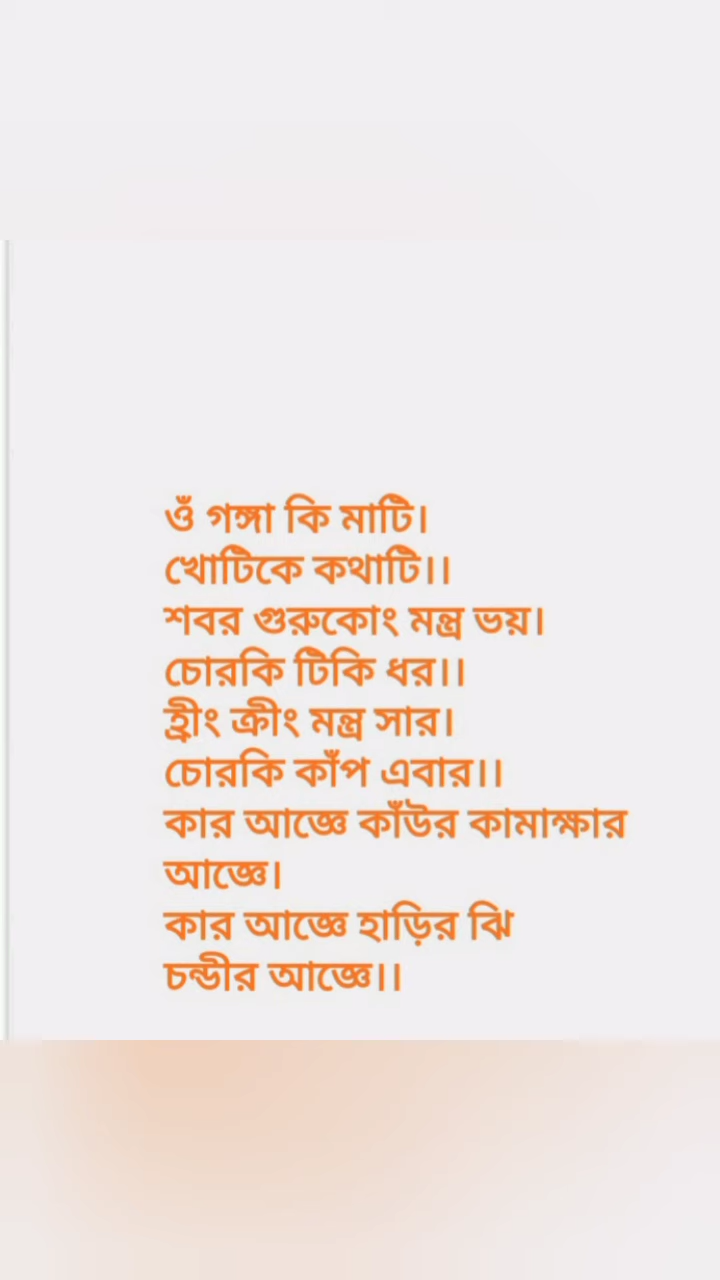 ওঁ গঙ্গা কি মাটি।
খোটিকে কথাটি।।
শবর গুরুকোং মন্ত্র ভয়।
চোরকি টিকি ধর।।
হ্রীং ক্রীং মন্ত্র সার।
চোরকি কাঁপ এবার।।
কার আজ্ঞে কাঁউর কামাক্ষার
আজ্ঞে।
কার আজ্ঞে হাড়ির ঝি
চন্ডীর আজ্ঞে।।